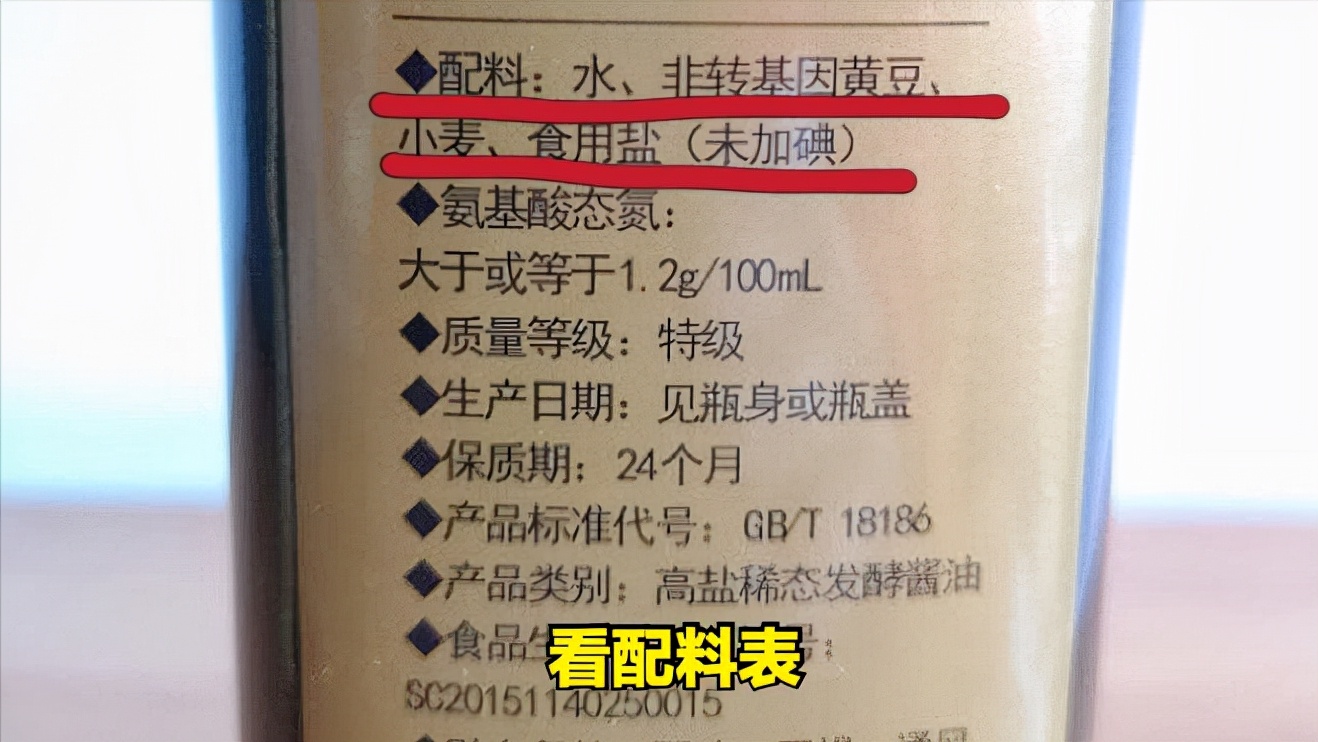 ◆配料：水、非转基因黄豆、
小麦、食用盐（未加碘）
◆氨基酸态氮：
大于或等于1.2g/100mL
◆质量等级：特级
◆生产日期：见瓶身或瓶盖
◆保质期：24个月
◆产品标准代号：GB/T 18186
◆产品类别：高盐稀态发酵酱油
◆食品生 号：
看配料表
SC20151140250015